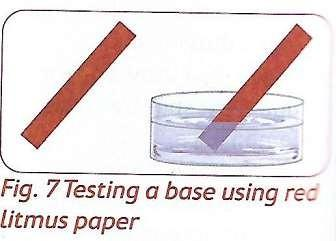 Fig. 7 Testing a base using red
litmus paper